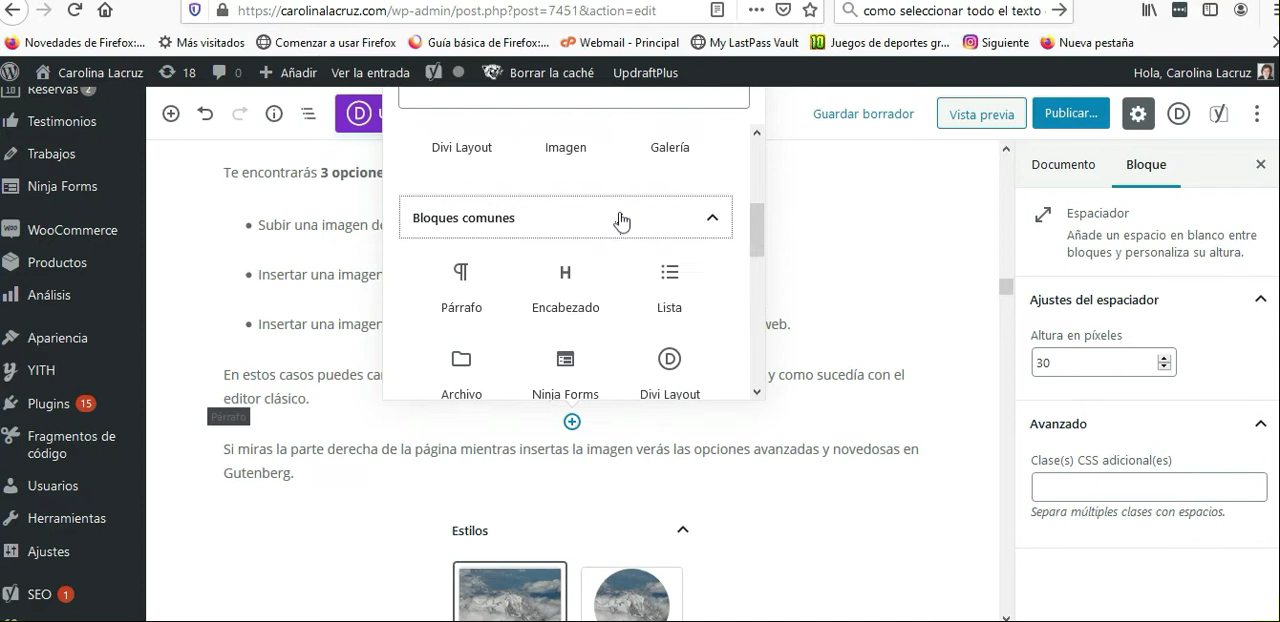 https://carolinalacruz.com/wp-admin/post.php?post=7451&action=edit
como seleccionar todo el texto
Novedades de Firefox:...
Más visitados
Comenzar a usar Firefox
Guía básica de Firefox:...
Webmail - Principal
My LastPass Vault
Juegos de deportes gr...
Siguiente
Nueva pestaña
Carolina Lacruz
18
0
Añadir
Ver la entrada
Borrar la caché
UpdraftPlus
Hola, Carolina Lacruz
Reservas 2
Testimonios
Trabajos
Ninja Forms
WooCommerce
Productos
Análisis
Apariencia
YITH
Plugins 15
Fragmentos de
código
Usuarios
Herramientas
Ajustes
SEO 1
Guardar borrador
Vista previa
Publicar...
Te encontrarás 3 opcione
Subir una imagen de
Insertar una imagen
Insertar una imagen
web.
En estos casos puedes ca
y como sucedía con el
editor clásico.
Párrafo
Si miras la parte derecha de la página mientras insertas la imagen verás las opciones avanzadas y novedosas en
Gutenberg.
Estilos
Divi Layout
Imagen
Galería
Bloques comunes
Párrafo
Encabezado
Lista
Archivo
Ninja Forms
Divi Layout
Documento
Bloque
Espaciador
Añade un espacio en blanco entre
bloques y personaliza su altura.
Ajustes del espaciador
Altura en píxeles
30
Avanzado
Clase(s) CSS adicional(es)
Separa múltiples clases con espacios.